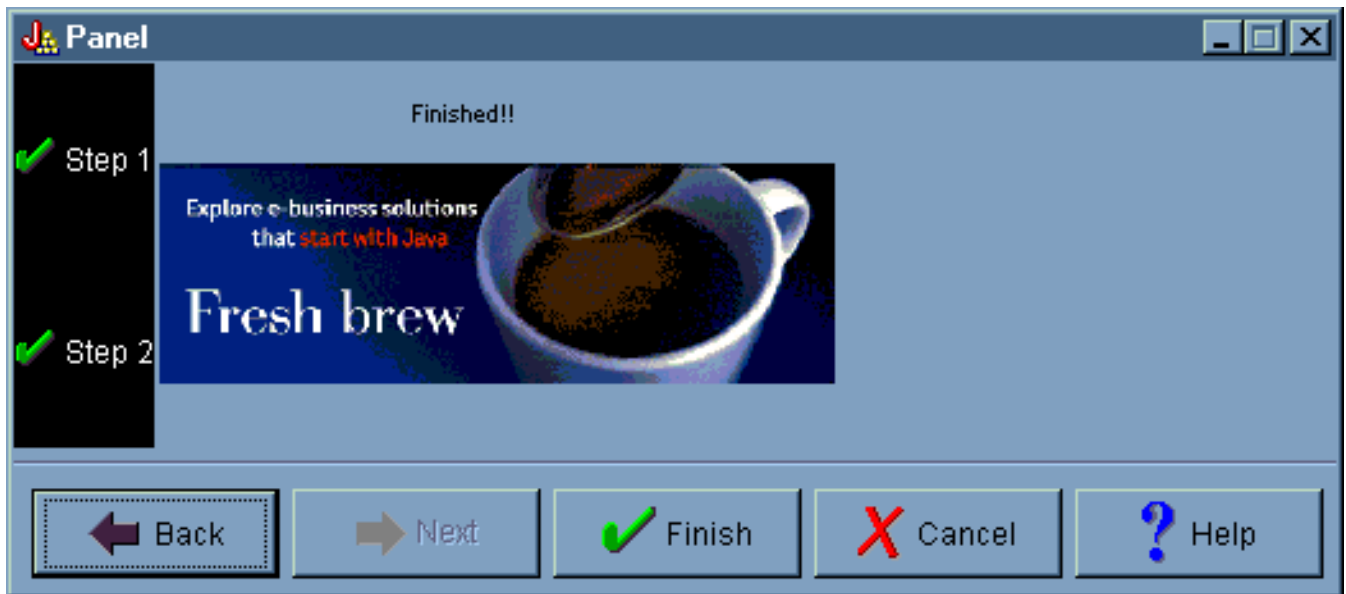 Panel
Finished!!
Step 1
Explore e-business solutions
that start with Java
Fresh brew
Step 2
Back
Next
Finish
Cancel
Help